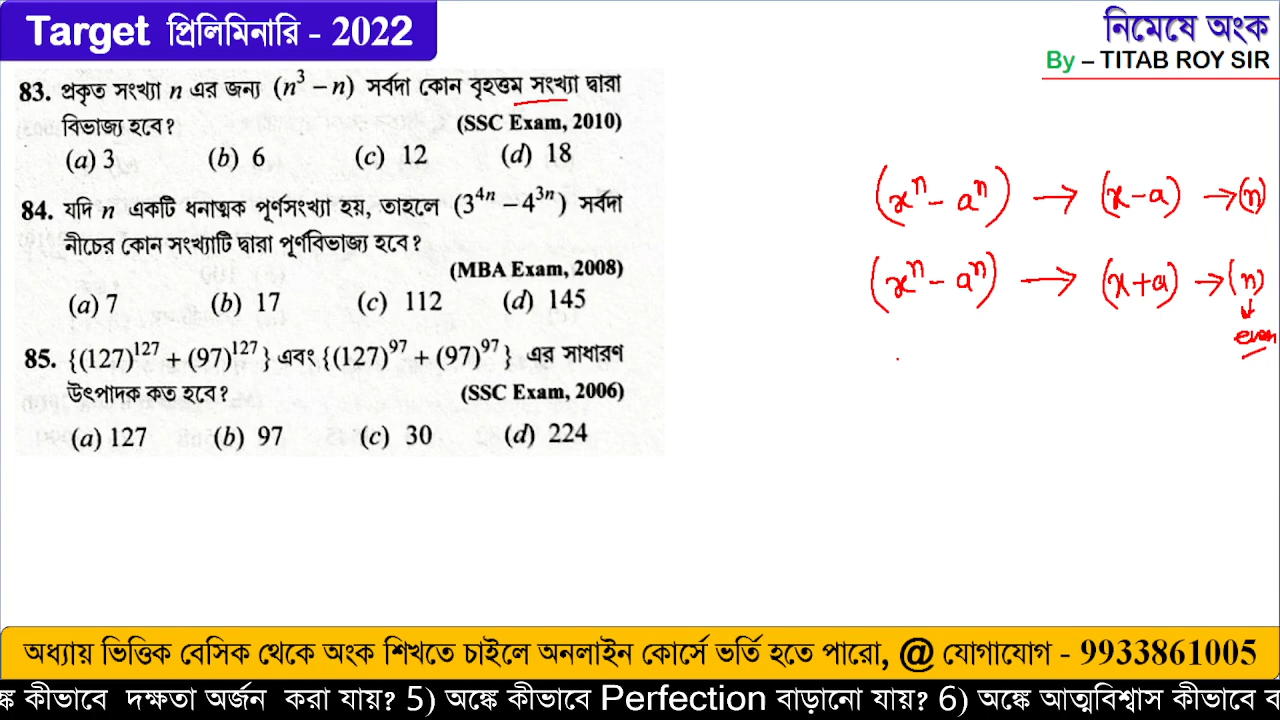 Target প্রিলিমিনারি - 2022
নিমেষে অংক
By – TITAB ROY SIR
83. প্রকৃত সংখ্যা n এর জন্য (n³ – n) সর্বদা কোন বৃহত্তম সংখ্যা দ্বারা
বিভাজ্য হবে? (SSC Exam, 2010)
(a) 3 (b) 6 (c) 12 (d) 18
84. যদি n একটি ধনাত্মক পূর্ণসংখ্যা হয়, তাহলে (3⁴ⁿ – 4³ⁿ) সর্বদা
নীচের কোন সংখ্যাটি দ্বারা পূর্ণবিভাজ্য হবে?
(MBA Exam, 2008)
(a) 7 (b) 17 (c) 112 (d) 145
85. {(127)¹²⁷ + (97)¹²⁷} এবং {(127)⁹⁷ + (97)⁹⁷} এর সাধারণ
উৎপাদক কত হবে? (SSC Exam, 2006)
(a) 127 (b) 97 (c) 30 (d) 224
(xⁿ – aⁿ) → (x – a) → (n)
(xⁿ – aⁿ) → (x + a) → (n)
↓
even
অধ্যায় ভিত্তিক বেসিক থেকে অংক শিখতে চাইলে অনলাইন কোর্সে ভর্তি হতে পারো, @ যোগাযোগ - 9933861005
কীভাবে দক্ষতা অর্জন করা যায়? 5) অঙ্কে কীভাবে Perfection বাড়ানো যায়? 6) অঙ্কে আত্মবিশ্বাস কীভাবে